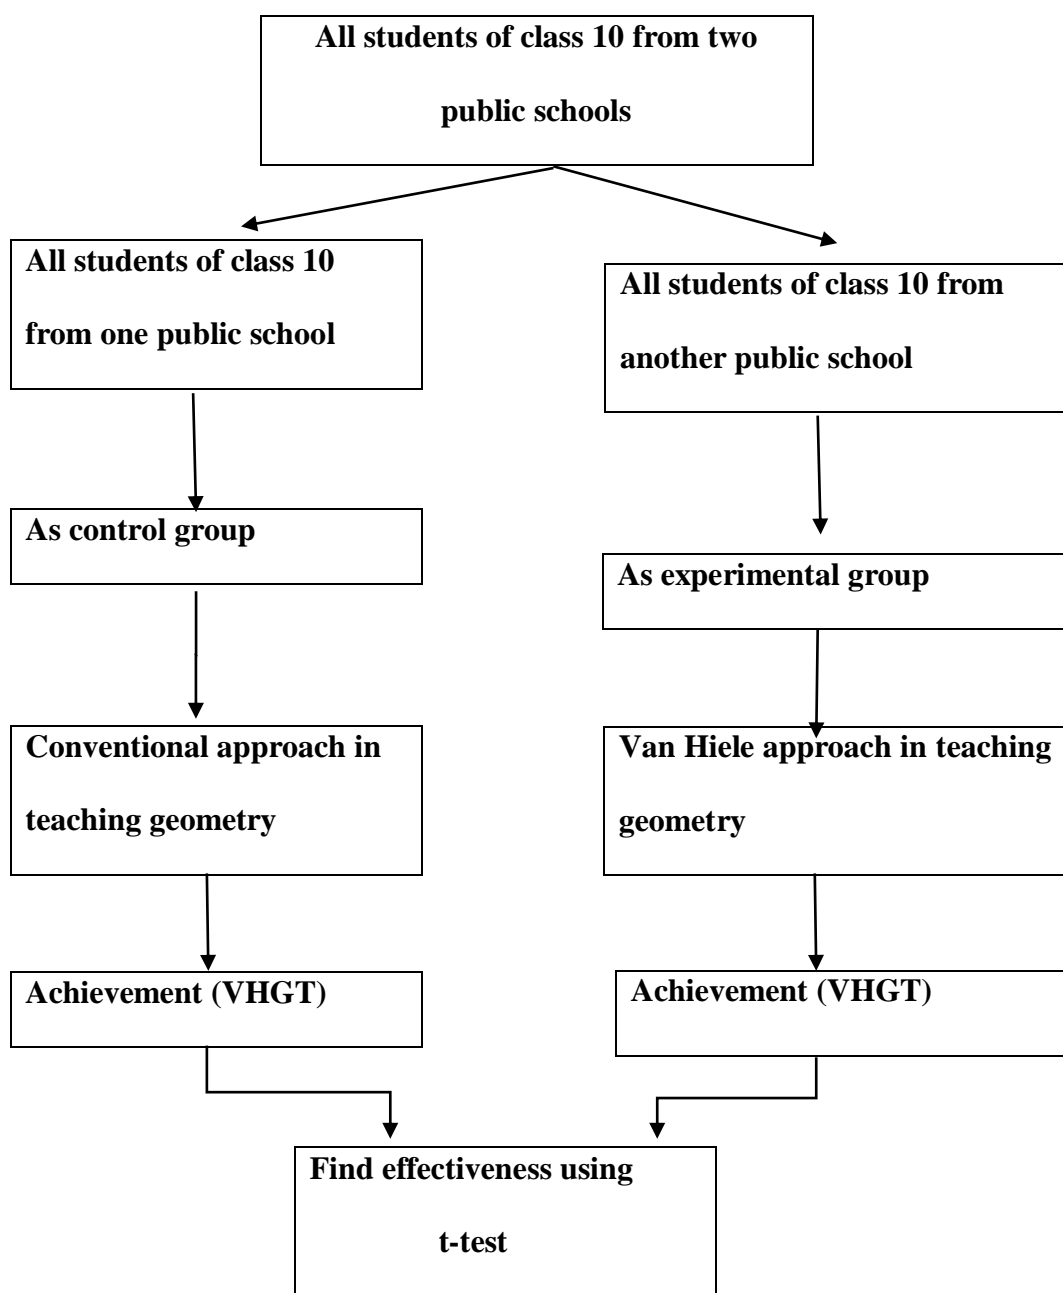 All students of class 10 from two
public schools
All students of class 10
from one public school
All students of class 10 from
another public school
As control group
As experimental group
Conventional approach in
teaching geometry
Van Hiele approach in teaching
geometry
Achievement (VHGT)
Achievement (VHGT)
Find effectiveness using
t-test